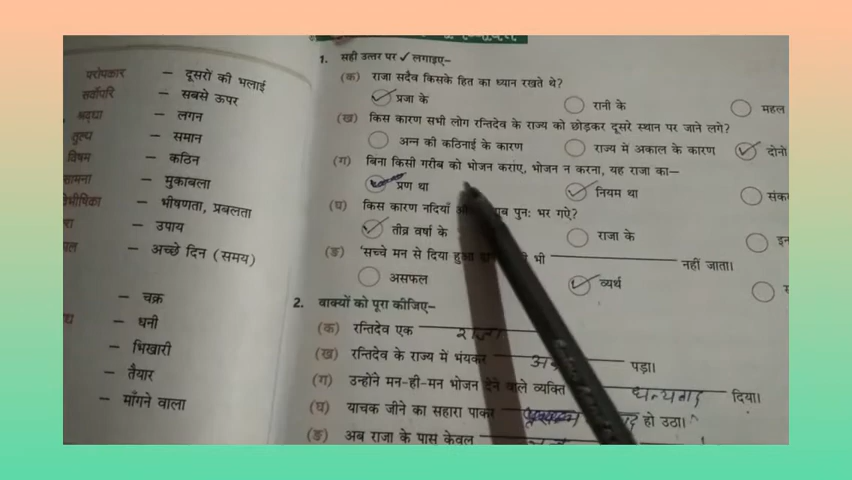 परोपकार – दूसरों की भलाई
सर्वोपरि – सबसे ऊपर
श्रद्धा – लगन
तुल्य – समान
विषम – कठिन
सामना – मुकाबला
– भीषणता, प्रबलता
– उपाय
– अच्छे दिन (समय)
– चक्र
– धनी
– भिखारी
– तैयार
– माँगने वाला
1. सही उत्तर पर ✓ लगाइए–
(क) राजा सदैव किसके हित का ध्यान रखते थे?
प्रजा के रानी के महल
(ख) किस कारण सभी लोग रन्तिदेव के राज्य को छोड़कर दूसरे स्थान पर जाने लगे?
अन्न की कठिनाई के कारण राज्य में अकाल के कारण दोनों
(ग) बिना किसी गरीब को भोजन कराए, भोजन न करना, यह राजा का–
प्रण था नियम था
(घ) किस कारण नदियाँ पुनः भर गऐ?
तीव्र वर्षा के राजा के
(ङ) 'सच्चे मन से दिया हुआ भी नहीं जाता।
असफल व्यर्थ
2. वाक्यों को पूरा कीजिए–
(क) रन्तिदेव एक राजा
(ख) रन्तिदेव के राज्य में भंयकर पड़ा।
(ग) उन्होंने मन-ही-मन भोजन देने वाले व्यक्ति धन्यवाद दिया।
(घ) याचक जीने का सहारा पाकर हो उठा।
(ङ) अब राजा के पास केवल